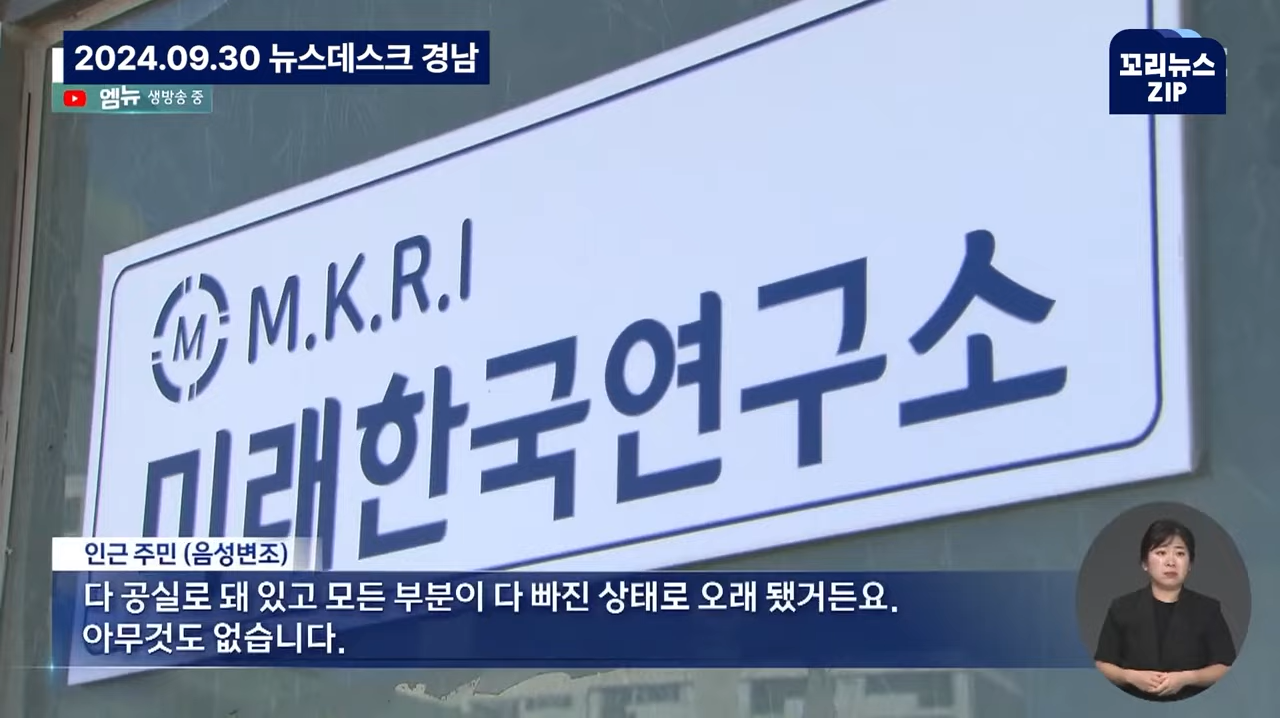 2024.09.30 뉴스데스크 경남
엠뉴 생방송 중
꼬리뉴스
ZIP
M
M.K.R.I
미래한국연구소
인근 주민 (음성변조)
다 공실로 돼 있고 모든 부분이 다 빠진 상태로 오래 됐거든요.
아무것도 없습니다.